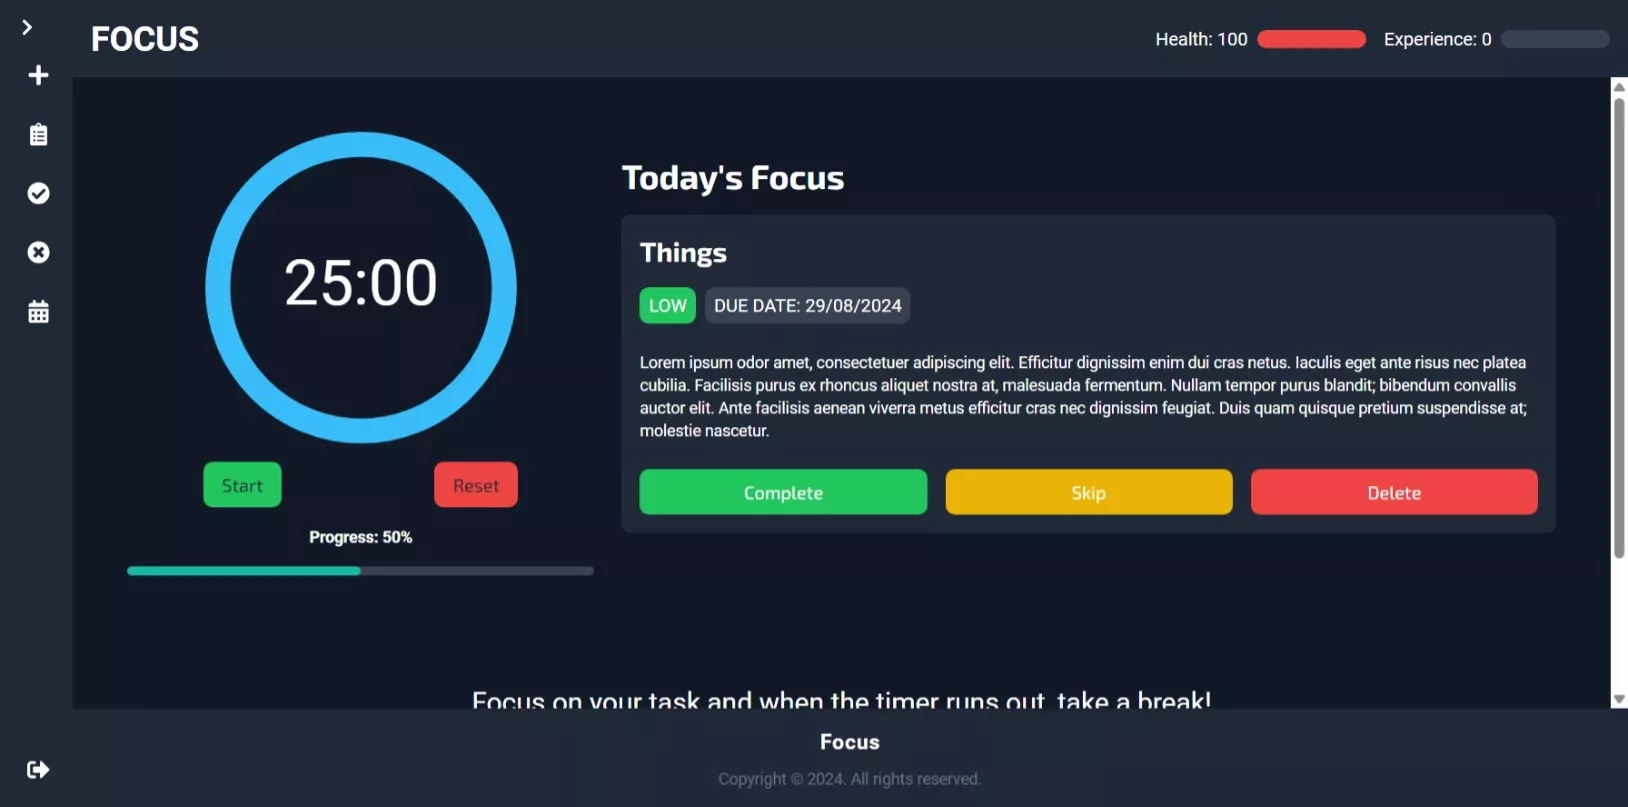 FOCUS
Health: 100
Experience: 0
25:00
Start
Reset
Progress: 50%
Today's Focus
Things
LOW
DUE DATE: 29/08/2024
Lorem ipsum odor amet, consectetuer adipiscing elit. Efficitur dignissim enim dui cras netus. Iaculis eget ante risus nec platea
cubilia. Facilisis purus ex rhoncus aliquet nostra at, malesuada fermentum. Nullam tempor purus blandit; bibendum convallis
auctor elit. Ante facilisis aenean viverra metus efficitur cras nec dignissim feugiat. Duis quam quisque pretium suspendisse at;
molestie nascetur.
Complete
Skip
Delete
Focus on your task and when the timer runs out, take a break!
Focus
Copyright © 2024. All rights reserved.